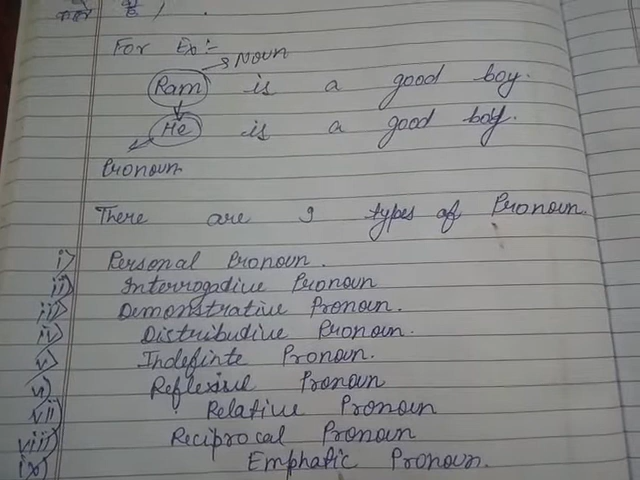 For Ex :-
Noun
Ram is a good boy.
He is a good boy.
Pronoun
There are 9 types of Pronoun.
i) Personal Pronoun.
ii) Interrogative Pronoun
iii) Demonstrative Pronoun.
iv) Distributive Pronoun.
v) Indefinte Pronoun.
vi) Reflexive Pronoun
vii) Relative Pronoun
viii) Reciprocal Pronoun
ix) Emphatic Pronoun.